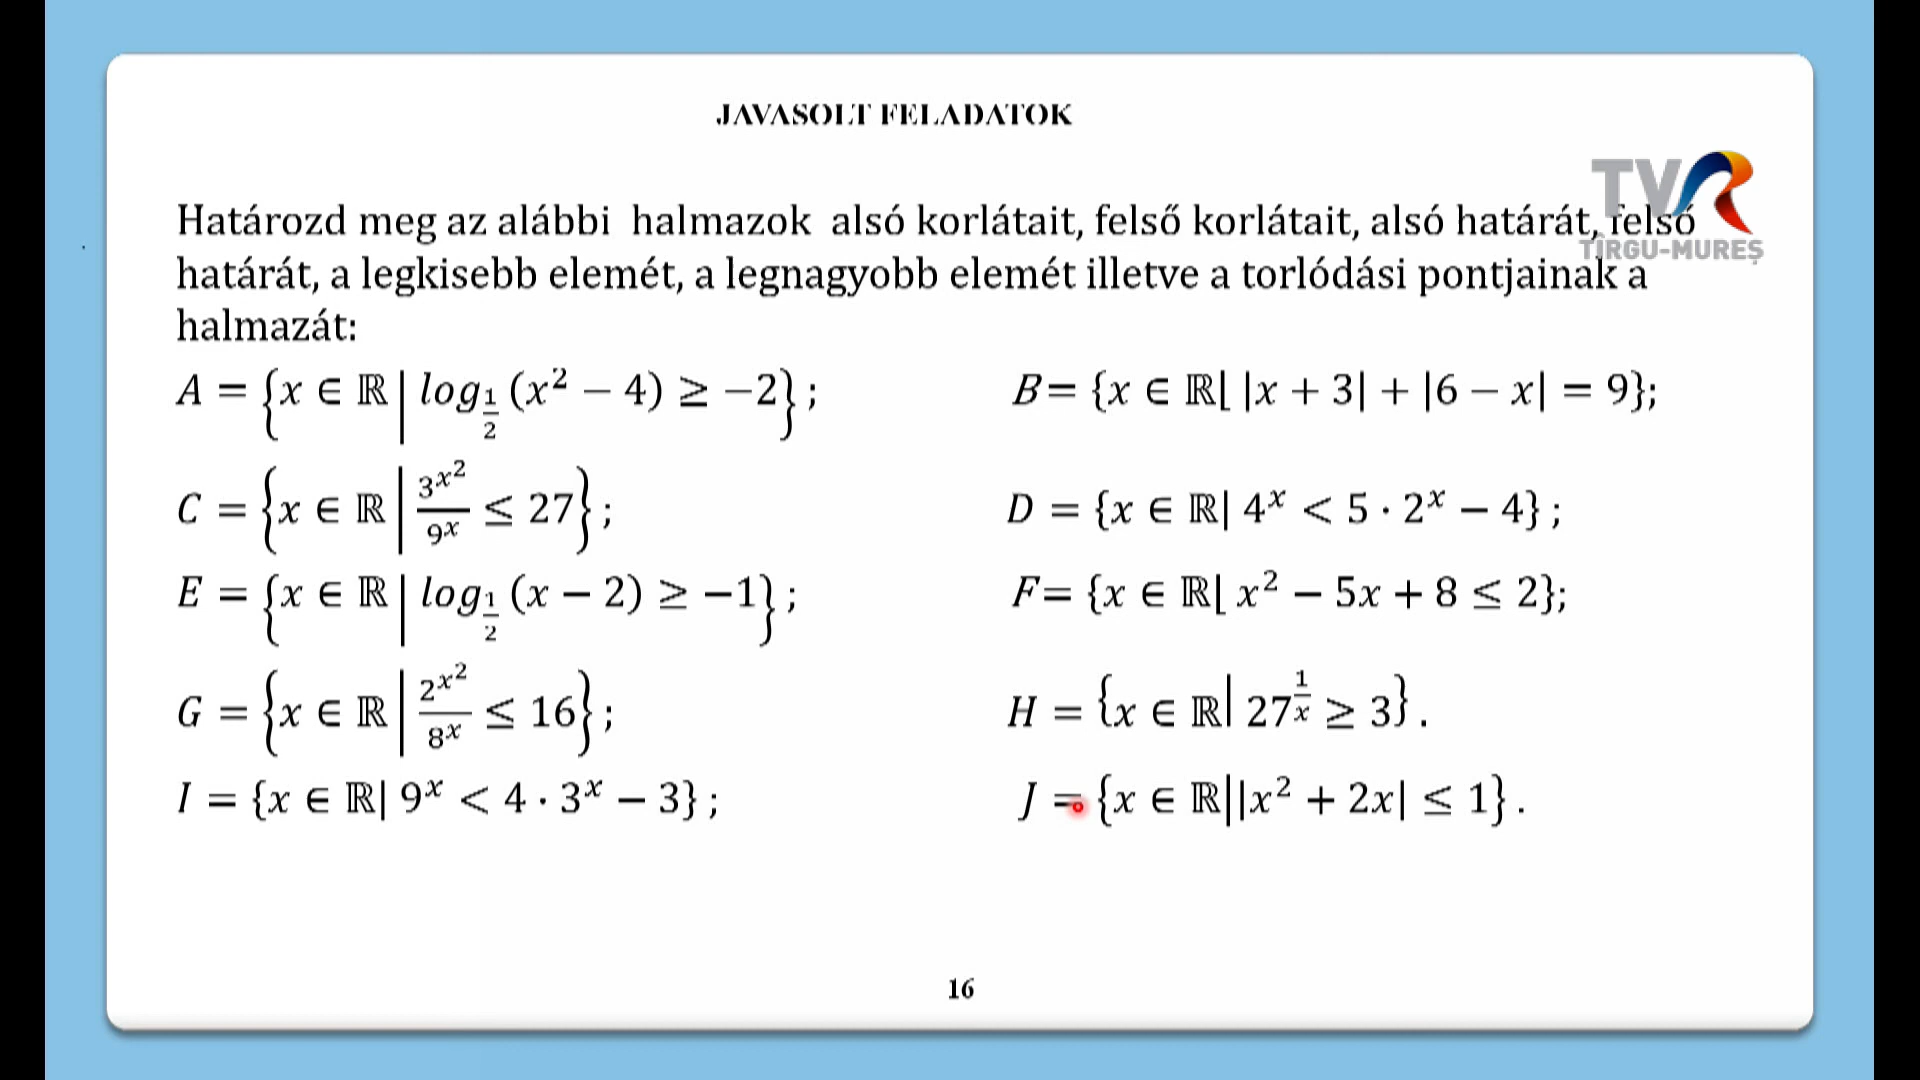 JAVASOLT FELADATOK
TVR
TÎRGU-MUREȘ
Határozd meg az alábbi halmazok alsó korlátait, felső korlátait, alsó határát, felső
határát, a legkisebb elemét, a legnagyobb elemét illetve a torlódási pontjainak a
halmazát:
A = {x ∈ ℝ | log_{1/2} (x² − 4) ≥ −2} ;
B= {x ∈ ℝ| |x + 3| + |6 − x| = 9};
C = {x ∈ ℝ | 3^{x²}/9^x ≤ 27} ;
D = {x ∈ ℝ| 4^x < 5 · 2^x − 4} ;
E = {x ∈ ℝ | log_{1/2} (x − 2) ≥ −1} ;
F= {x ∈ ℝ| x² − 5x + 8 ≤ 2};
G = {x ∈ ℝ | 2^{x²}/8^x ≤ 16} ;
H = {x ∈ ℝ| 27^{1/x} ≥ 3} .
I = {x ∈ ℝ| 9^x < 4 · 3^x − 3} ;
J = {x ∈ ℝ||x² + 2x| ≤ 1} .
16